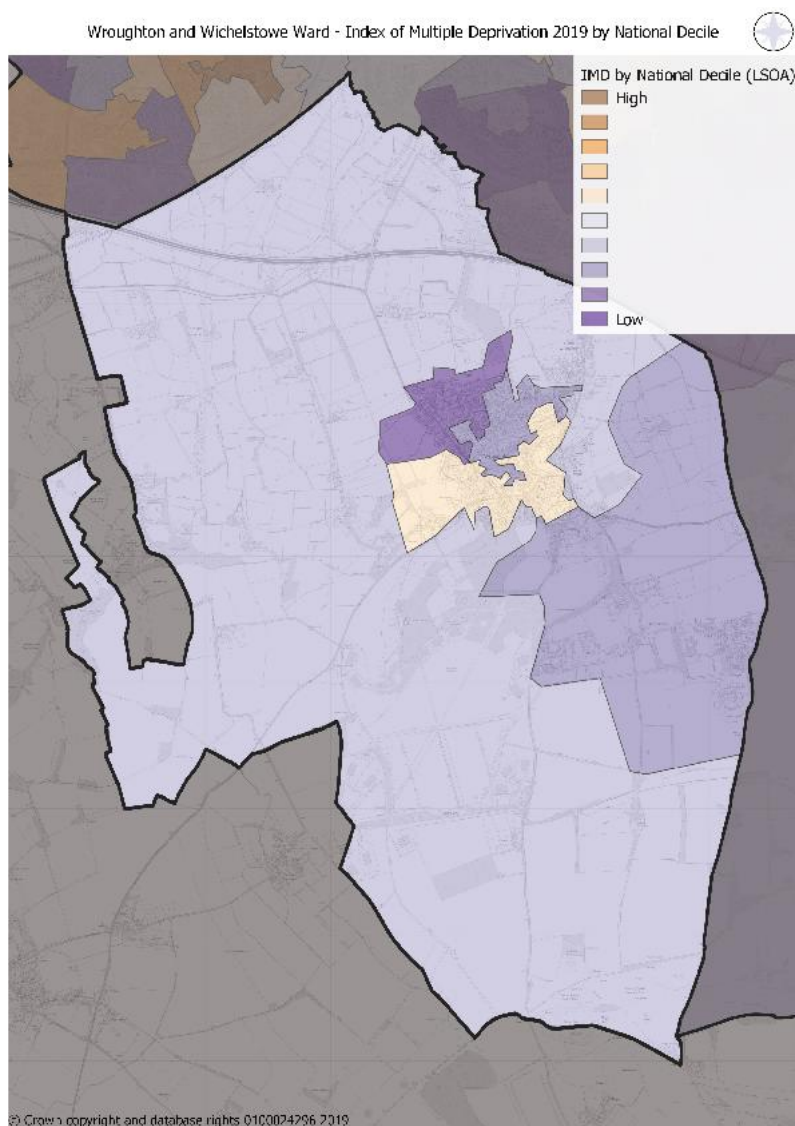 Wroughton and Wichelstowe Ward - Index of Multiple Deprivation 2019 by National Decile
IMD by National Decile (LSOA)
High
Low
© Crown copyright and database rights 0100024296 2019